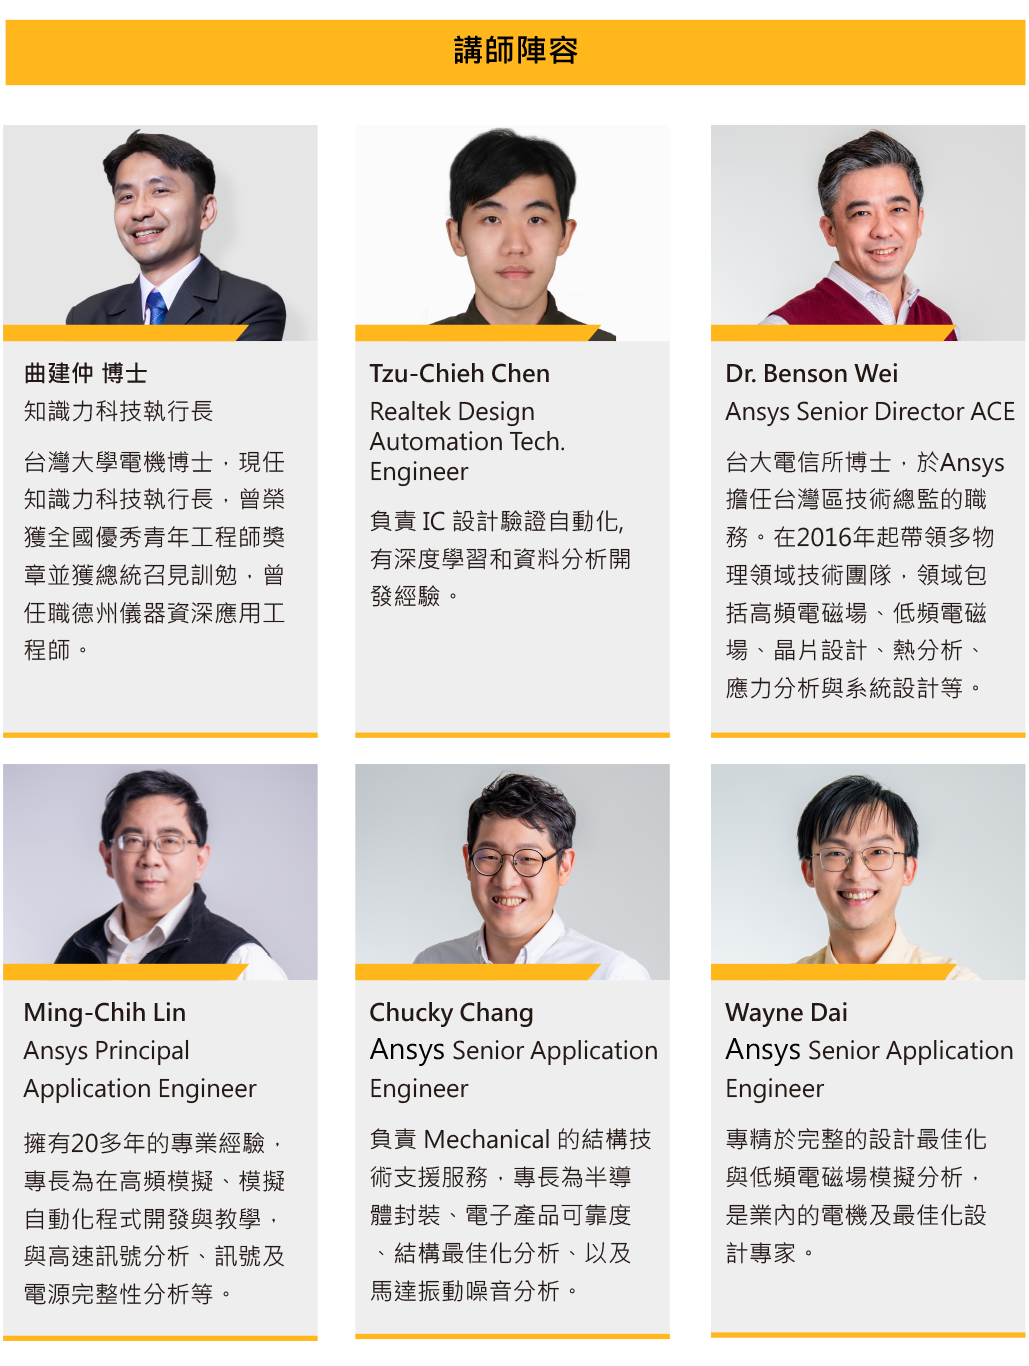 講師陣容
曲建仲 博士
知識力科技執行長
台灣大學電機博士，現任
知識力科技執行長，曾榮
獲全國優秀青年工程師獎
章並獲總統召見訓勉，曾
任職德州儀器資深應用工
程師。
Tzu-Chieh Chen
Realtek Design
Automation Tech.
Engineer
負責 IC 設計驗證自動化,
有深度學習和資料分析開
發經驗。
Dr. Benson Wei
Ansys Senior Director ACE
台大電信所博士，於Ansys
擔任台灣區技術總監的職
務。在2016年起帶領多物
理領域技術團隊，領域包
括高頻電磁場、低頻電磁
場、晶片設計、熱分析、
應力分析與系統設計等。
Ming-Chih Lin
Ansys Principal
Application Engineer
擁有20多年的專業經驗，
專長為在高頻模擬、模擬
自動化程式開發與教學，
與高速訊號分析、訊號及
電源完整性分析等。
Chucky Chang
Ansys Senior Application
Engineer
負責 Mechanical 的結構技
術支援服務，專長為半導
體封裝、電子產品可靠度
、結構最佳化分析、以及
馬達振動噪音分析。
Wayne Dai
Ansys Senior Application
Engineer
專精於完整的設計最佳化
與低頻電磁場模擬分析，
是業內的電機及最佳化設
計專家。